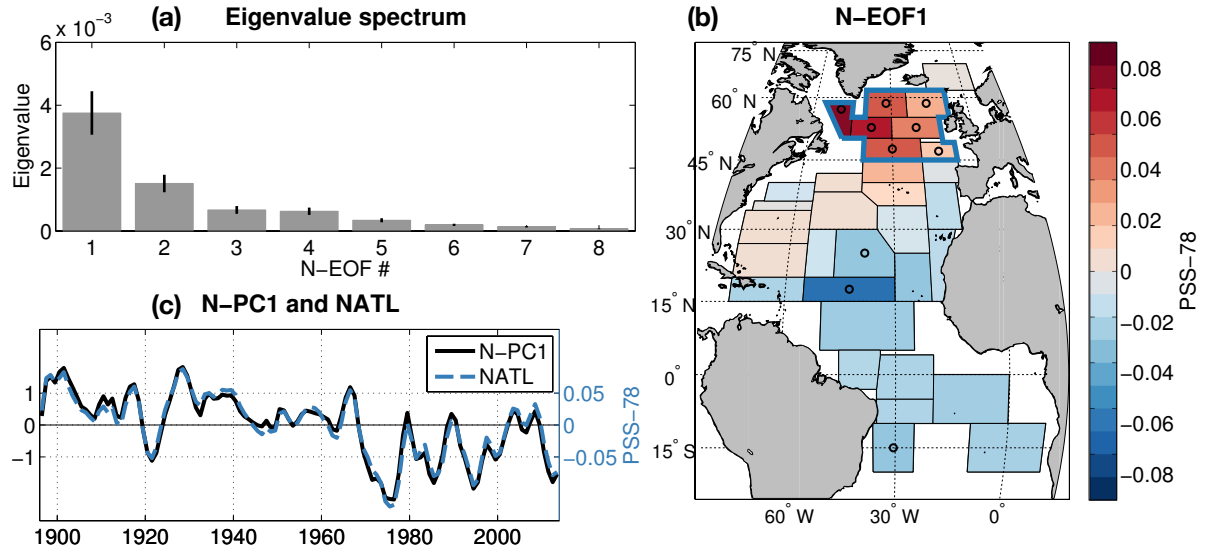 (a) Eigenvalue spectrum
6 x 10⁻³
4
2
0
Eigenvalue
1 2 3 4 5 6 7 8
N−EOF #
(b) N−EOF1
75° N
60° N
45° N
30° N
15° N
0°
15° S
60° W 30° W 0
0.08
0.06
0.04
0.02
0
−0.02
−0.04
−0.06
−0.08
PSS−78
(c) N−PC1 and NATL
N−PC1
NATL
1
0
−1
0.05
0
−0.05
PSS−78
1900 1920 1940 1960 1980 2000